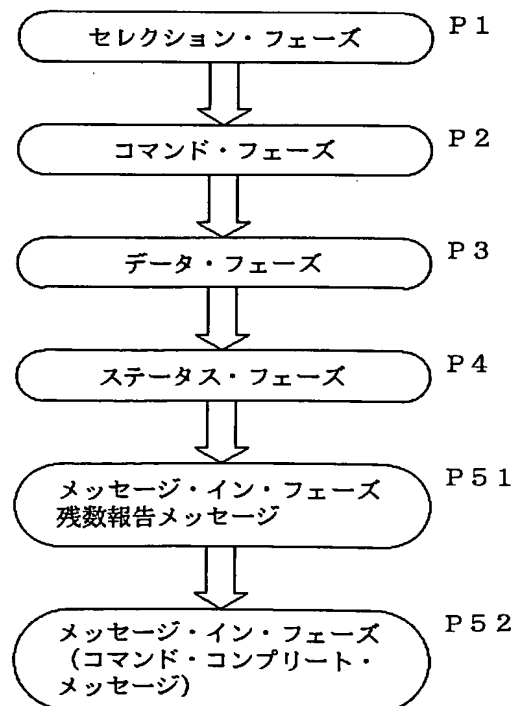 セレクション・フェーズ P1
コマンド・フェーズ P2
データ・フェーズ P3
ステータス・フェーズ P4
メッセージ・イン・フェーズ P51
残数報告メッセージ
メッセージ・イン・フェーズ P52
(コマンド・コンプリート・
メッセージ)